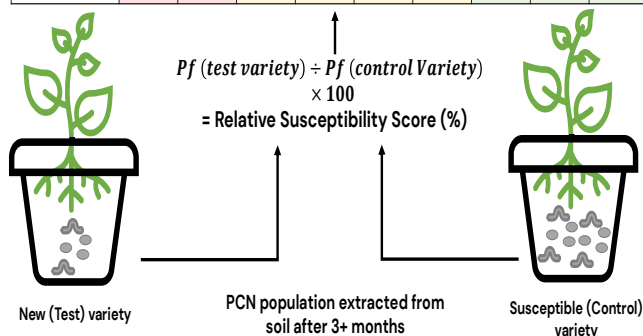 Pf (test variety) ÷ Pf (control Variety)
× 100
= Relative Susceptibility Score (%)
New (Test) variety
PCN population extracted from
soil after 3+ months
Susceptible (Control)
variety